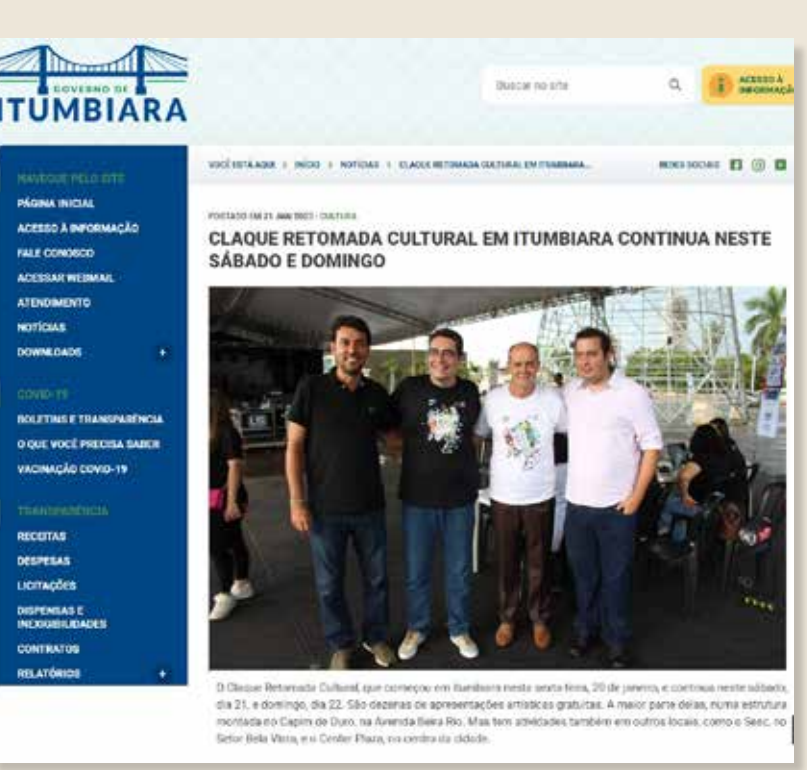 GOVERNO DE
ITUMBIARA
Buscar no site
ACESSO À
INFORMAÇÃO
VOCÊ ESTÁ AQUI: INÍCIO NOTÍCIAS CLAQUE RETOMADA CULTURAL EM ITUMBIARA...
REDES SOCIAIS
NAVEGUE PELO SITE
PÁGINA INICIAL
ACESSO À INFORMAÇÃO
FALE CONOSCO
ACESSAR WEBMAIL
ATENDIMENTO
NOTÍCIAS
DOWNLOADS +
COVID-19
BOLETINS E TRANSPARÊNCIA
O QUE VOCÊ PRECISA SABER
VACINAÇÃO COVID-19
TRANSPARÊNCIA
RECEITAS
DESPESAS
LICITAÇÕES
DISPENSAS E
INEXIGIBILIDADES
CONTRATOS
RELATÓRIOS +
POSTADO EM 21 JAN 2023 - CULTURA
CLAQUE RETOMADA CULTURAL EM ITUMBIARA CONTINUA NESTE
SÁBADO E DOMINGO
O Claque Retomada Cultural, que começou em Itumbiara nesta sexta-feira, 20 de janeiro, e continua neste sábado,
dia 21, e domingo, dia 22. São dezenas de apresentações artísticas gratuitas. A maior parte delas, numa estrutura
montada no Capim de Ouro, na Avenida Beira Rio. Mas tem atividades também em outros locais, como o Sesc, no
Setor Bela Vista, e o Center Plaza, no centro da cidade.